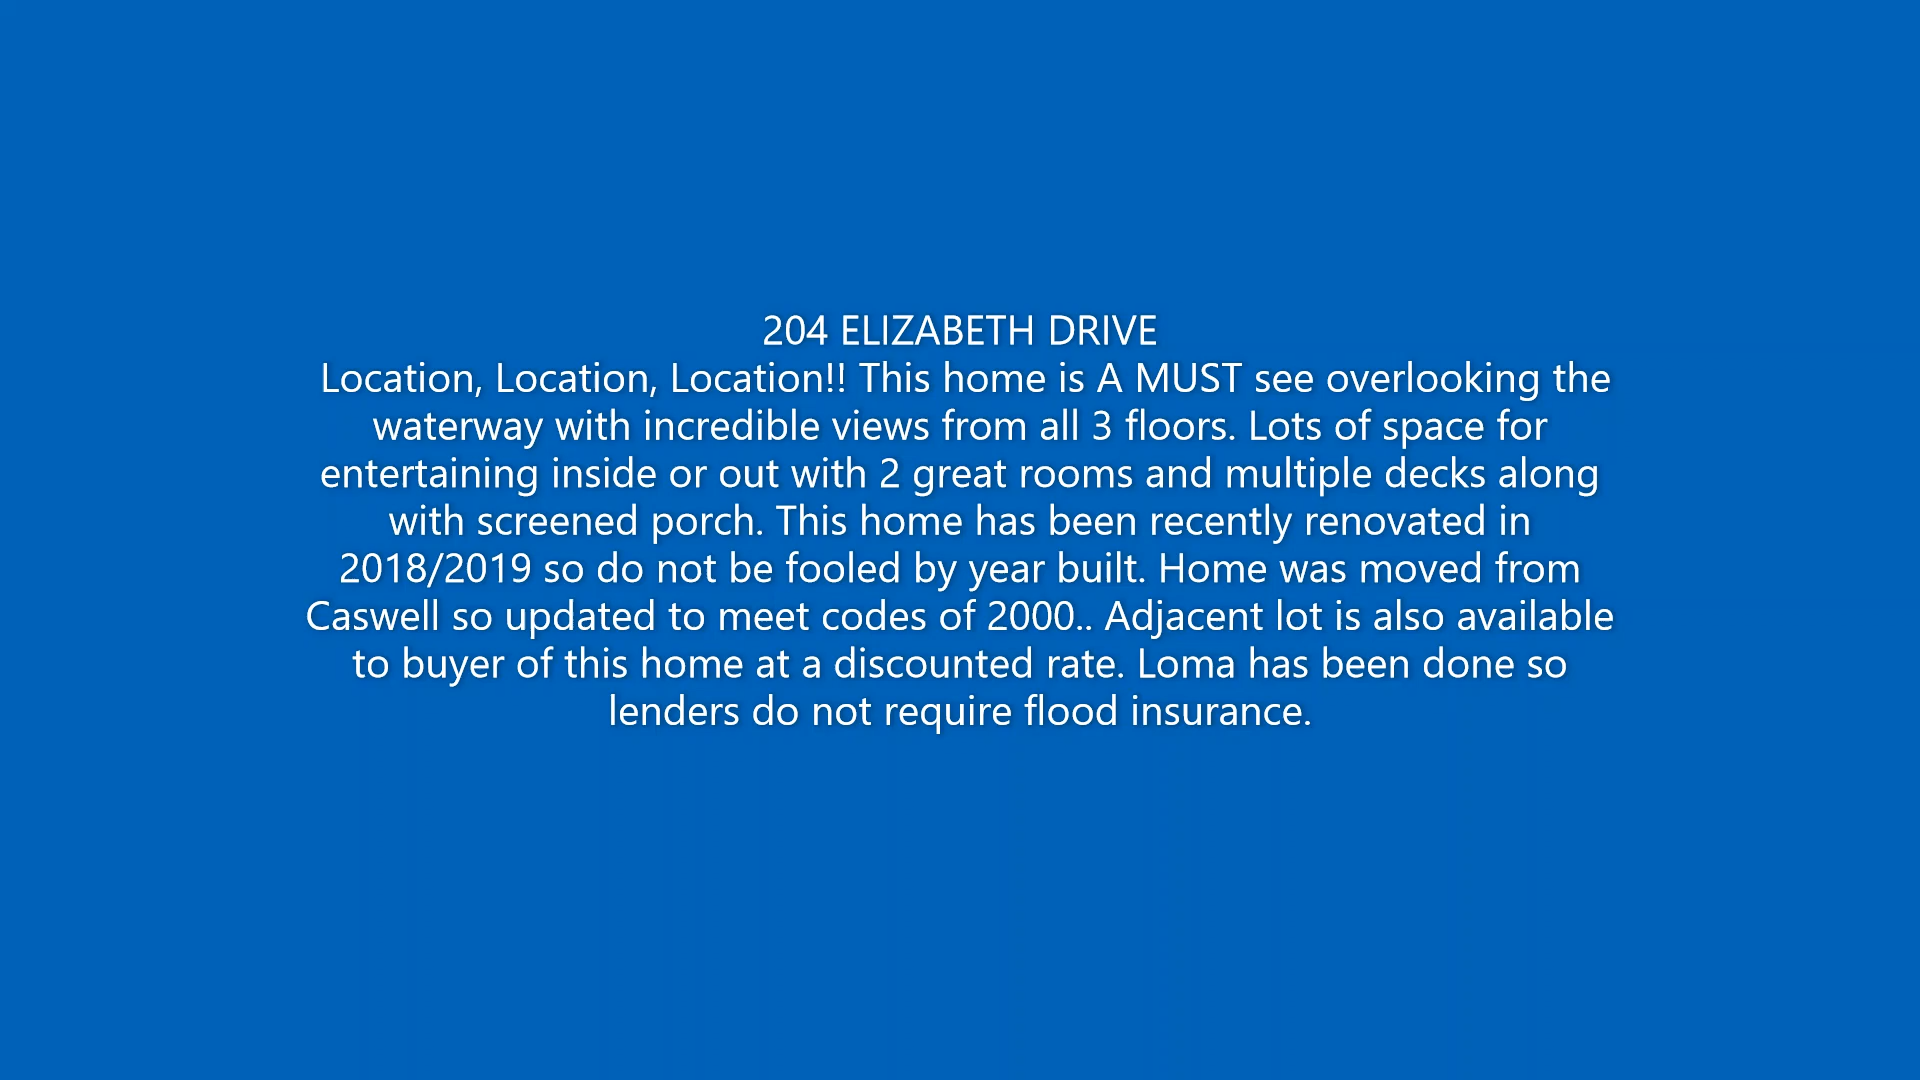 204 ELIZABETH DRIVE
Location, Location, Location!! This home is A MUST see overlooking the
waterway with incredible views from all 3 floors. Lots of space for
entertaining inside or out with 2 great rooms and multiple decks along
with screened porch. This home has been recently renovated in
2018/2019 so do not be fooled by year built. Home was moved from
Caswell so updated to meet codes of 2000.. Adjacent lot is also available
to buyer of this home at a discounted rate. Loma has been done so
lenders do not require flood insurance.